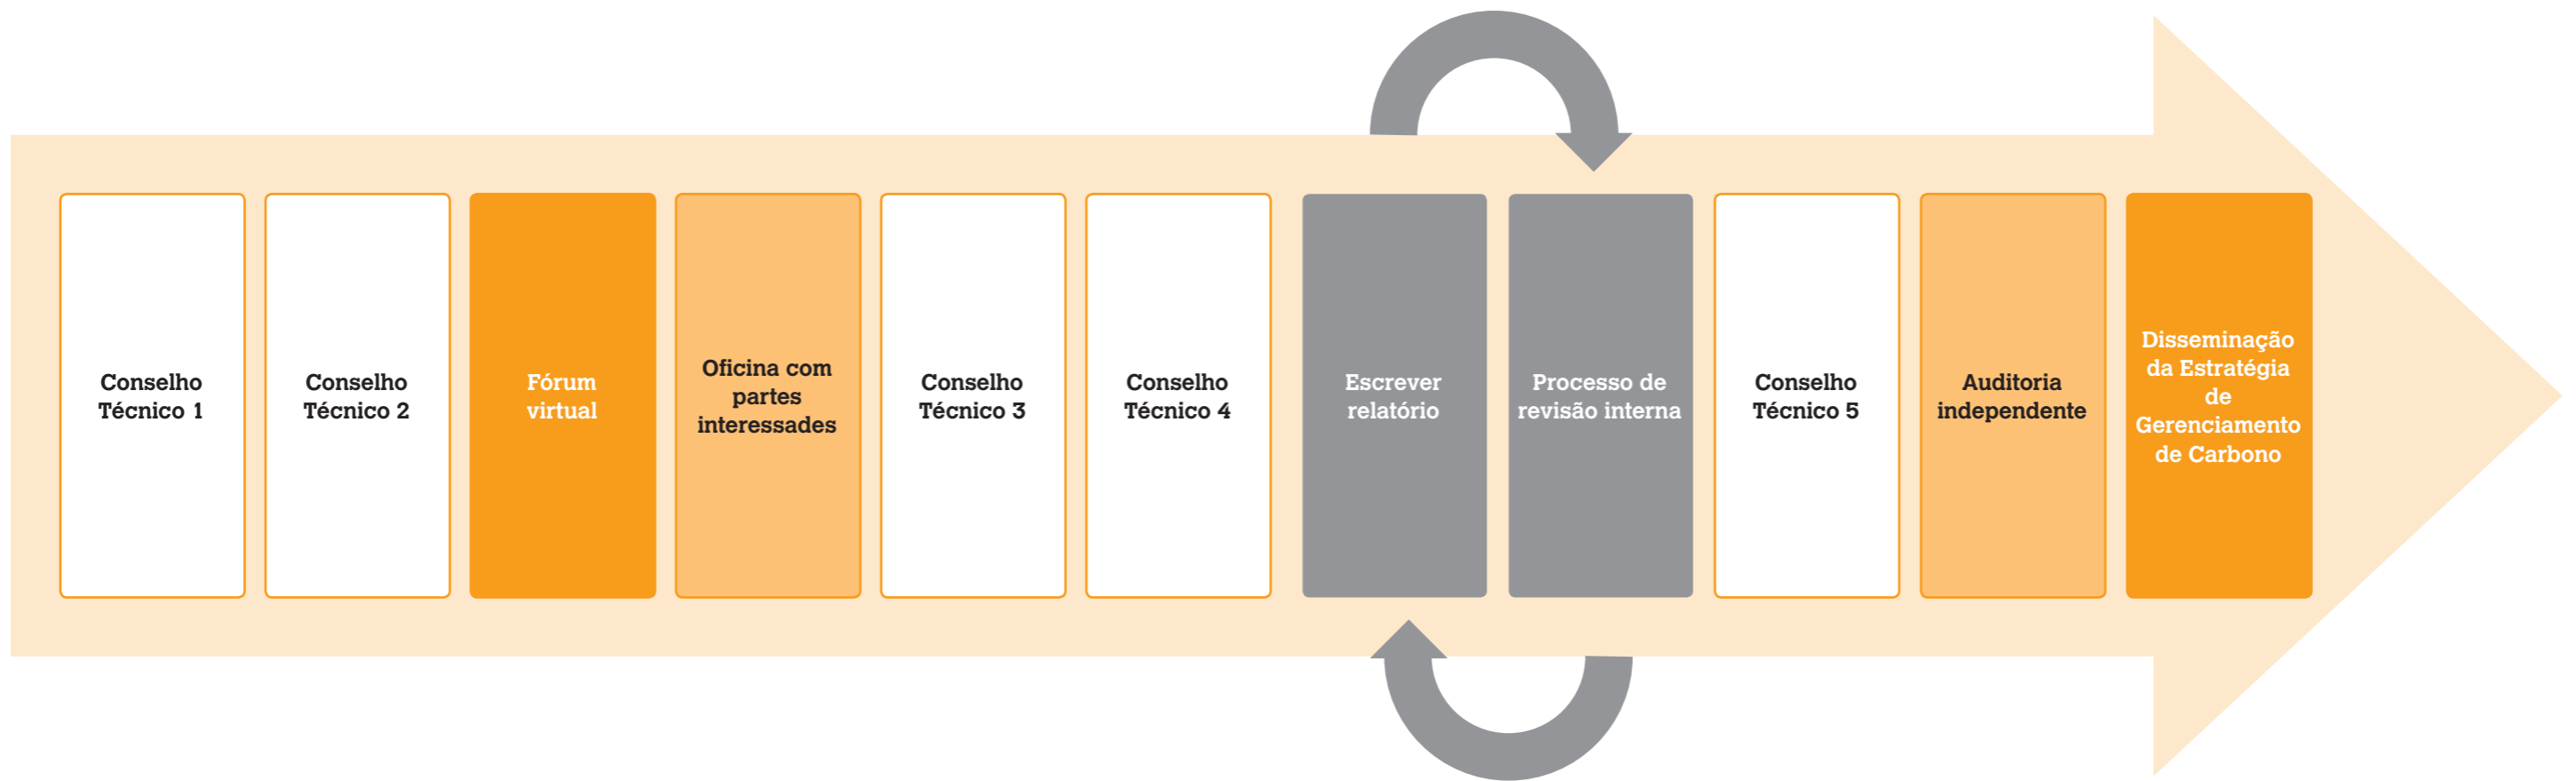 Conselho
Técnico 1
Conselho
Técnico 2
Fórum
virtual
Oficina com
partes
interessades
Conselho
Técnico 3
Conselho
Técnico 4
Escrever
relatório
Processo de
revisão interna
Conselho
Técnico 5
Auditoria
independente
Disseminação
da Estratégia
de
Gerenciamento
de Carbono